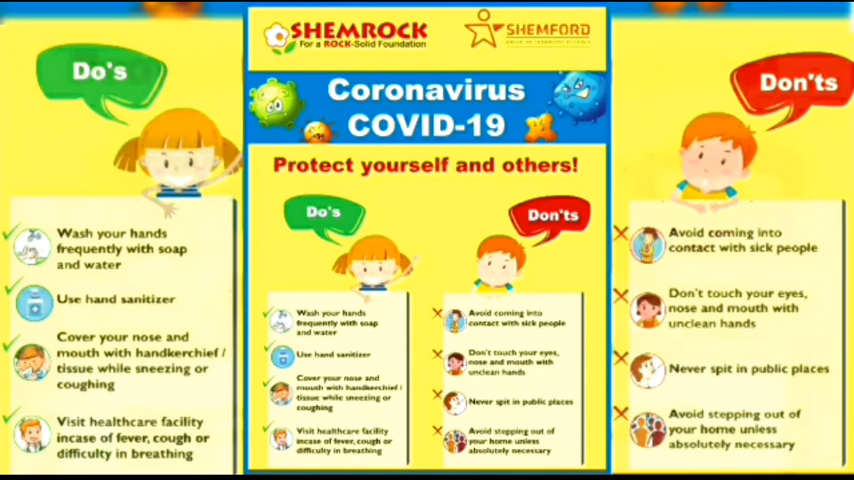 Do's
Wash your hands
frequently with soap
and water
Use hand sanitizer
Cover your nose and
mouth with handkerchief /
tissue while sneezing or
coughing
Visit healthcare facility
incase of fever, cough or
difficulty in breathing
SHEMROCK
For a ROCK-Solid Foundation
SHEMFORD
Coronavirus
COVID-19
Protect yourself and others!
Do's
Wash your hands
frequently with soap
and water
Use hand sanitizer
Cover your nose and
mouth with handkerchief /
tissue while sneezing or
coughing
Visit healthcare facility
incase of fever, cough or
difficulty in breathing
Don'ts
Avoid coming into
contact with sick people
Don't touch your eyes,
nose and mouth with
unclean hands
Never spit in public places
Avoid stepping out of
your home unless
absolutely necessary
Don'ts
Avoid coming into
contact with sick people
Don't touch your eyes,
nose and mouth with
unclean hands
Never spit in public places
Avoid stepping out of
your home unless
absolutely necessary